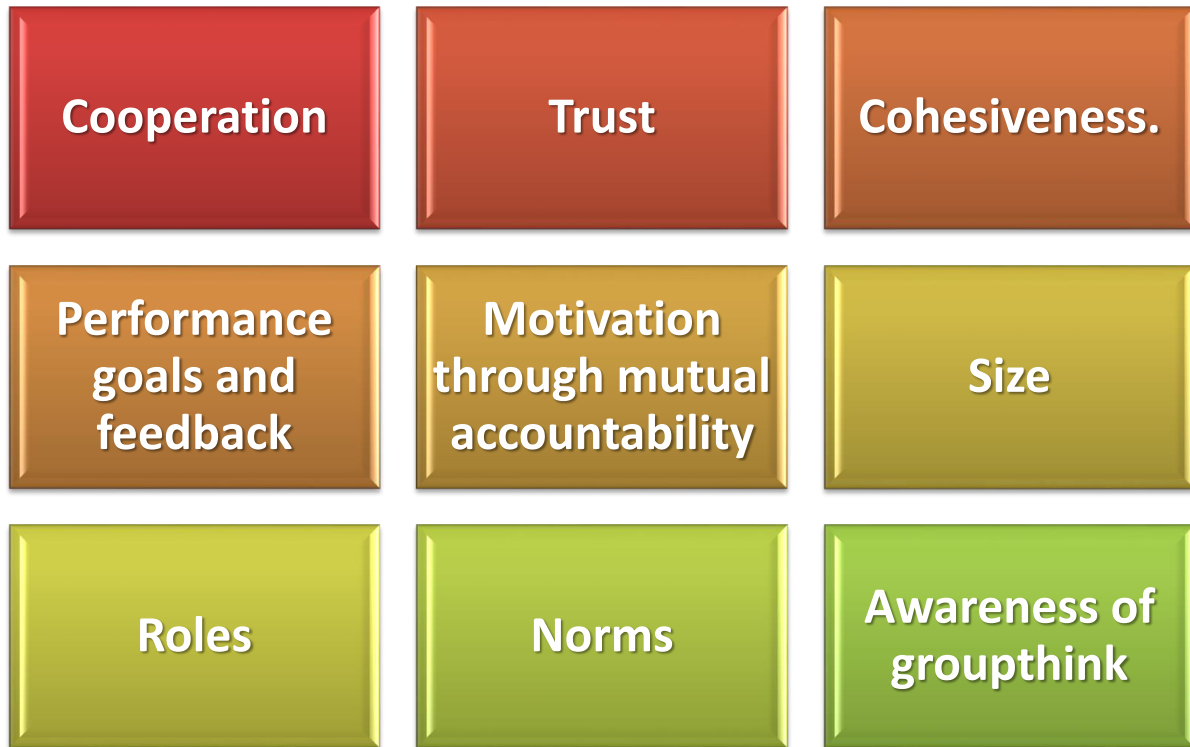 Cooperation
Trust
Cohesiveness.
Performance
goals and
feedback
Motivation
through mutual
accountability
Size
Roles
Norms
Awareness of
groupthink